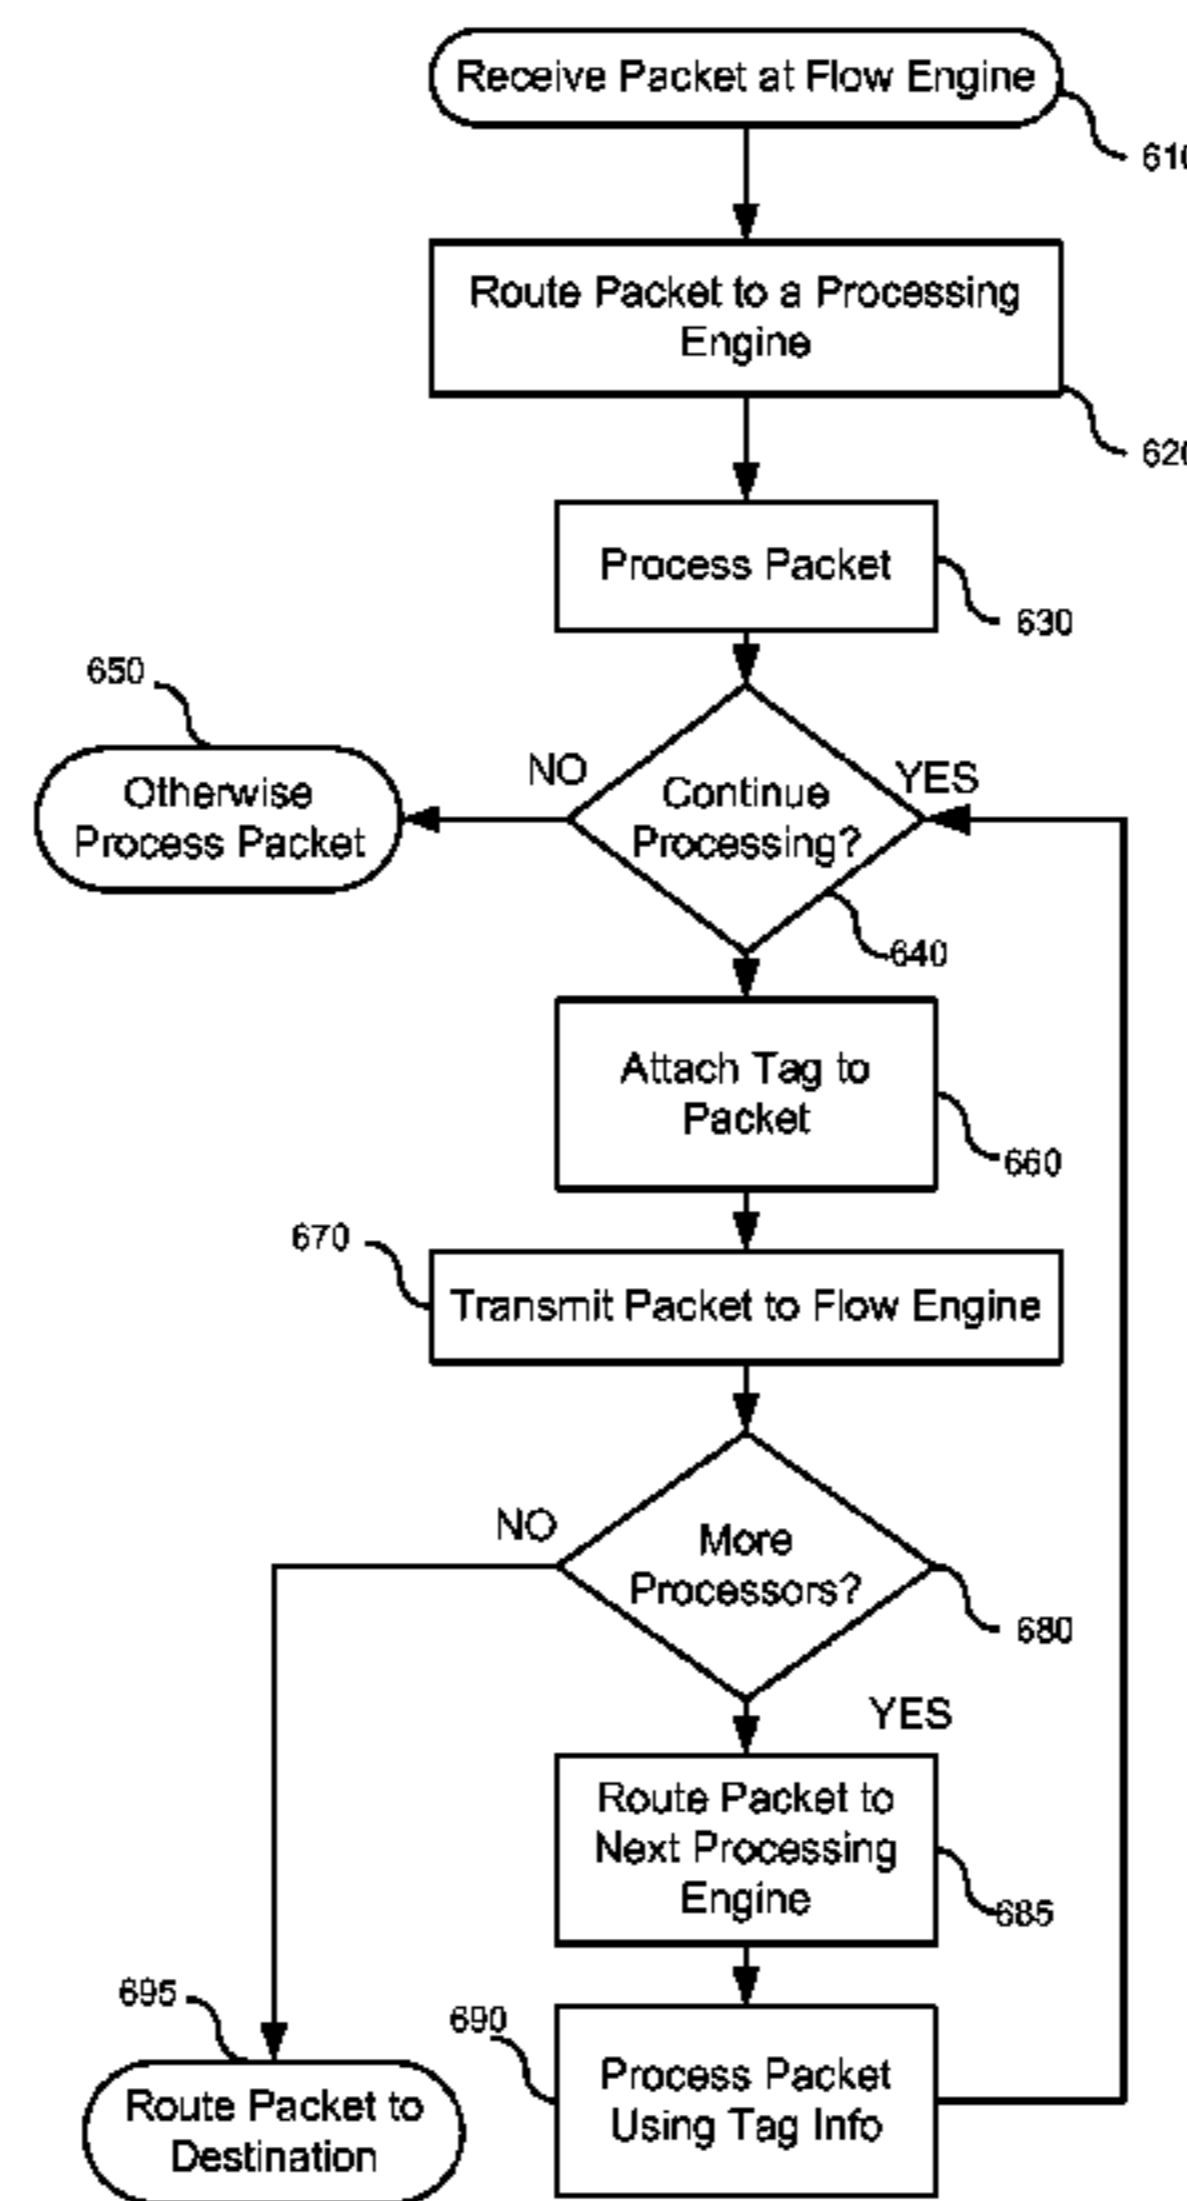 Receive Packet at Flow Engine
610
Route Packet to a Processing
Engine
620
Process Packet
630
650
Otherwise
Process Packet
NO
Continue
Processing?
YES
640
Attach Tag to
Packet
660
670
Transmit Packet to Flow Engine
NO
More
Processors?
680
YES
Route Packet to
Next Processing
Engine
685
695
Route Packet to
Destination
690
Process Packet
Using Tag Info